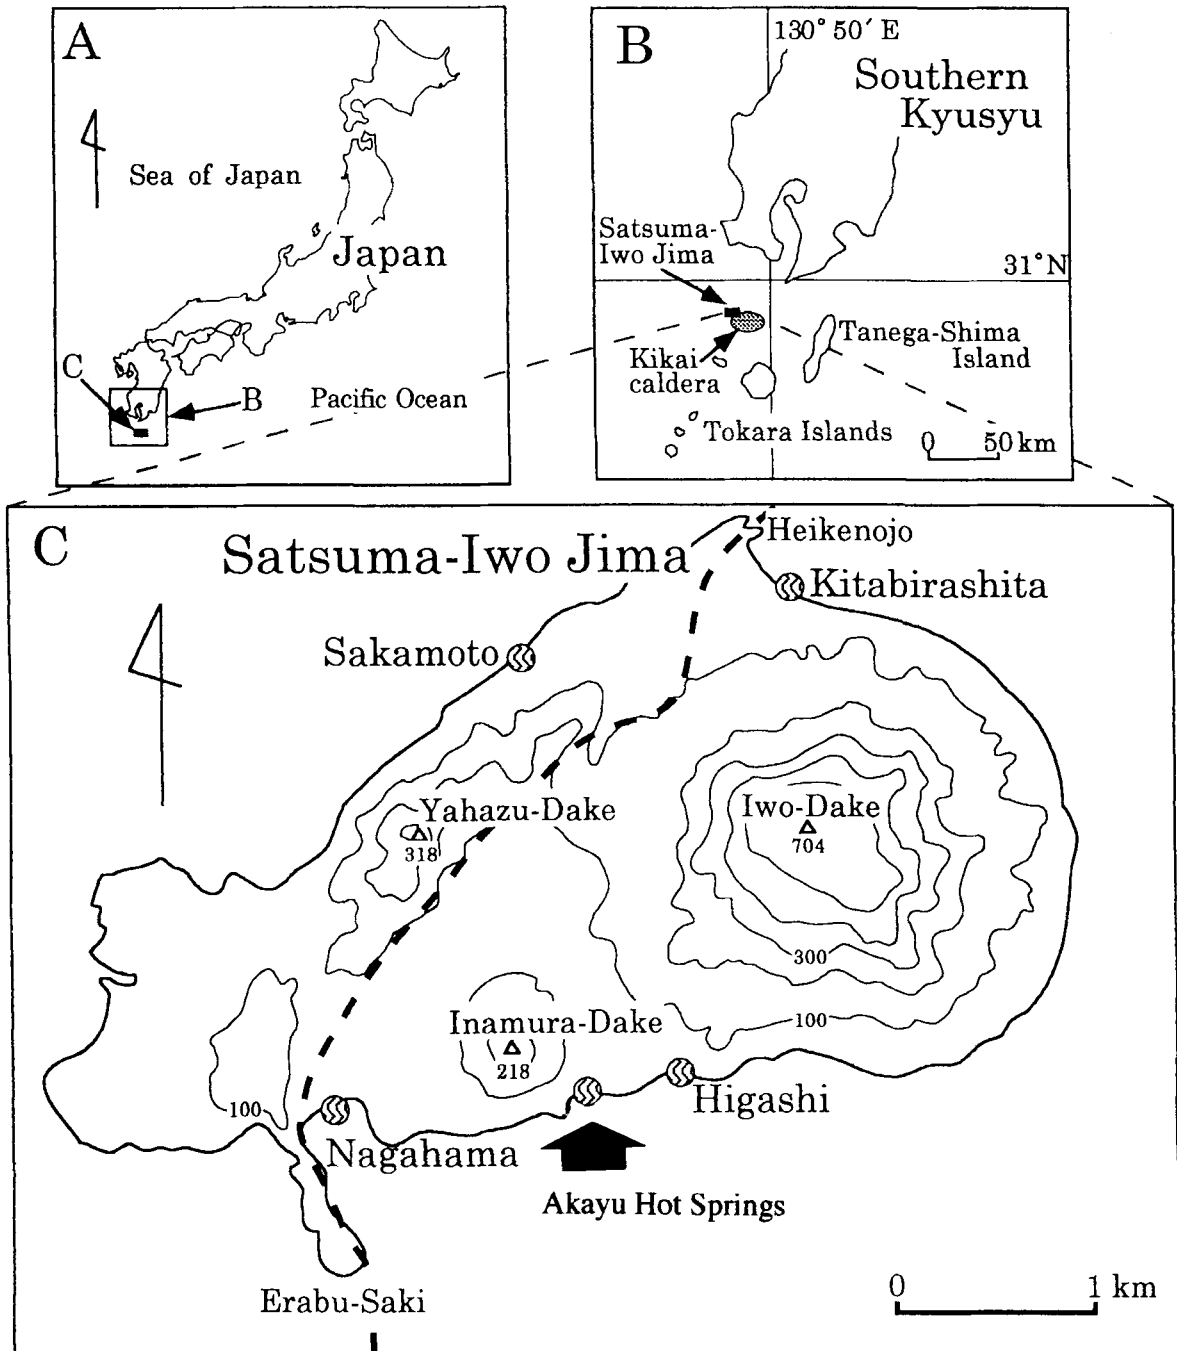 A
Sea of Japan
Japan
C
B
Pacific Ocean
B
130° 50′ E
Southern
Kyusyu
Satsuma-
Iwo Jima
31°N
Tanega-Shima
Island
Kikai
caldera
Tokara Islands
0 50 km
C
Satsuma-Iwo Jima
Heikenojo
Kitabirashita
Sakamoto
Yahazu-Dake
318
Iwo-Dake
704
300
Inamura-Dake
218
100
100
Higashi
Nagahama
Akayu Hot Springs
Erabu-Saki
0 1 km